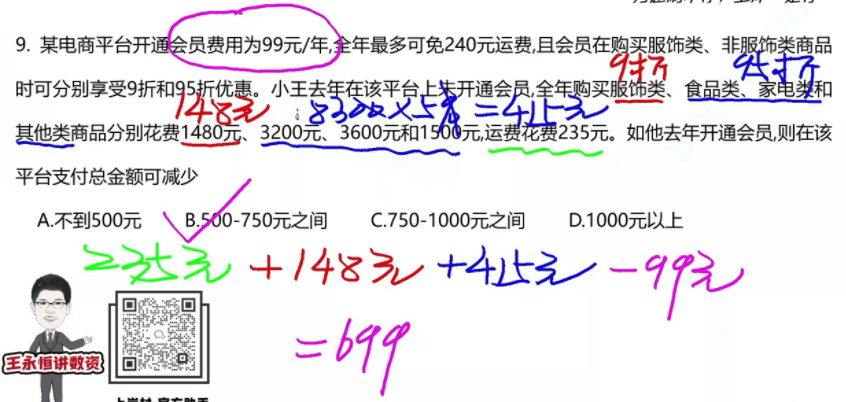 9. 某电商平台开通会员费用为99元/年,全年最多可免240元运费,且会员在购买服饰类、非服饰类商品
9折 95折
时可分别享受9折和95折优惠。小王去年在该平台上未开通会员,全年购买服饰类、食品类、家电类和
148元 8300×5%=415元
其他类商品分别花费1480元、3200元、3600元和1500元,运费花费235元。如他去年开通会员,则在该
平台支付总金额可减少
A.不到500元 B.500-750元之间 C.750-1000元之间 D.1000元以上
235元+148元+415元-99元
=699
王永恒讲数资